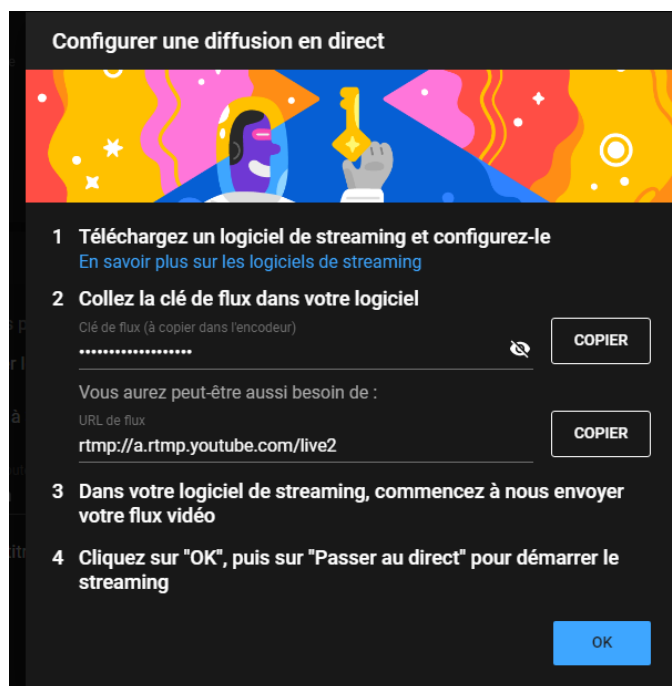 Configurer une diffusion en direct
1 Téléchargez un logiciel de streaming et configurez-le
En savoir plus sur les logiciels de streaming
2 Collez la clé de flux dans votre logiciel
Clé de flux (à copier dans l'encodeur)
•••••••••••••••••••
COPIER
Vous aurez peut-être aussi besoin de :
URL de flux
rtmp://a.rtmp.youtube.com/live2
COPIER
3 Dans votre logiciel de streaming, commencez à nous envoyer
votre flux vidéo
4 Cliquez sur "OK", puis sur "Passer au direct" pour démarrer le
streaming
OK